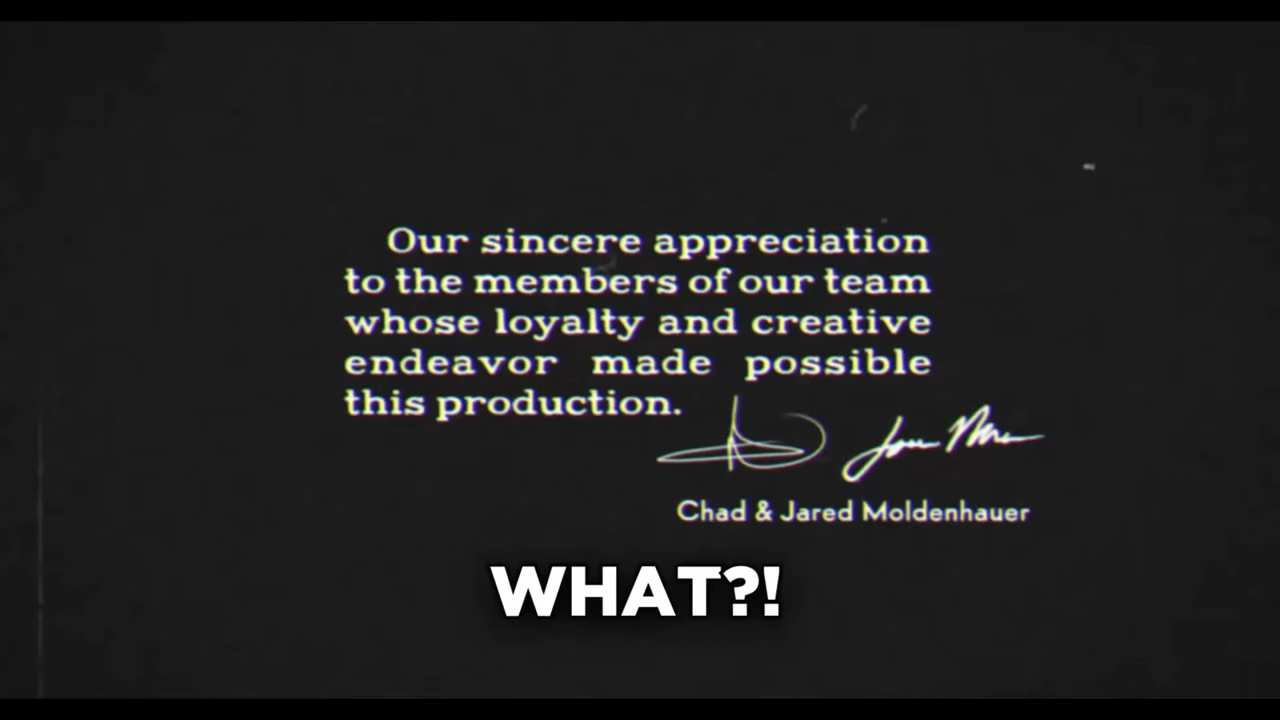 Our sincere appreciation
to the members of our team
whose loyalty and creative
endeavor made possible
this production.
Chad & Jared Moldenhauer
WHAT?!